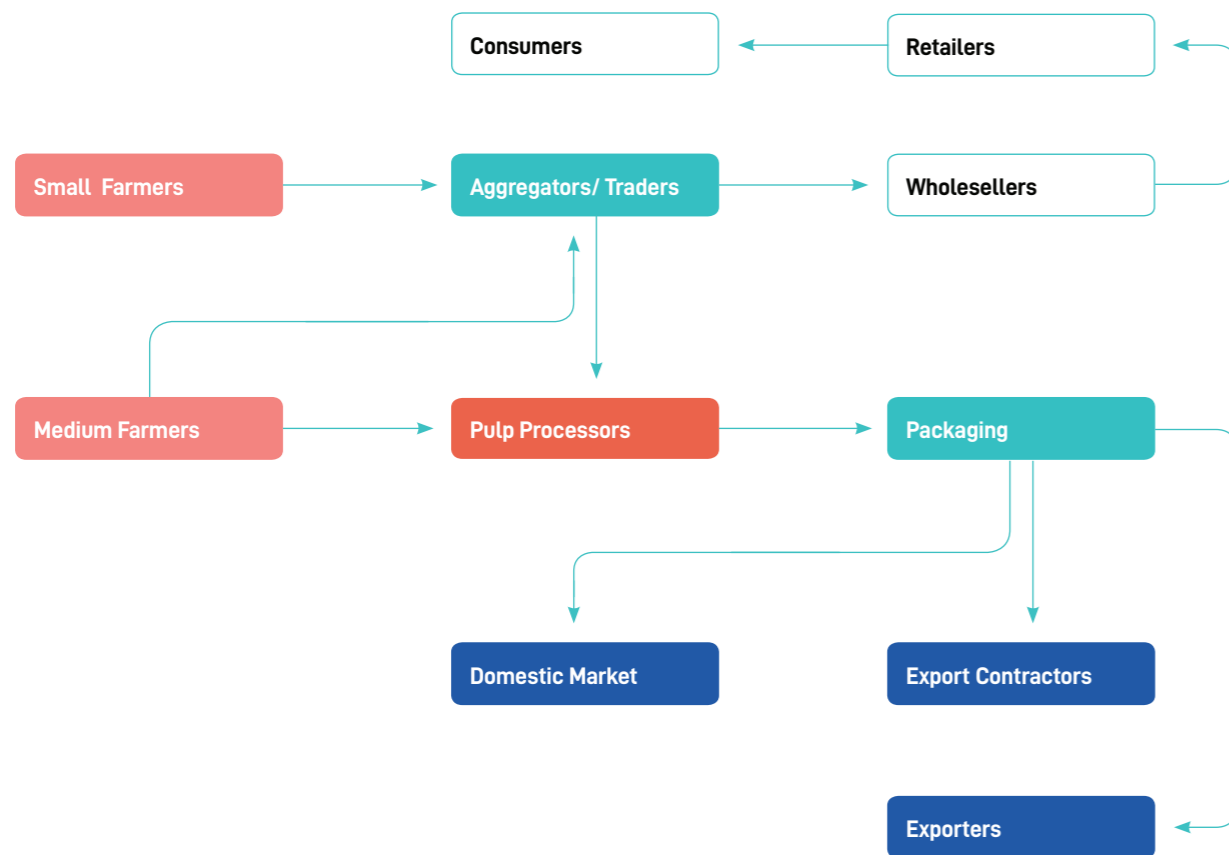 Consumers
Retailers
Small Farmers
Aggregators/ Traders
Wholesellers
Medium Farmers
Pulp Processors
Packaging
Domestic Market
Export Contractors
Exporters